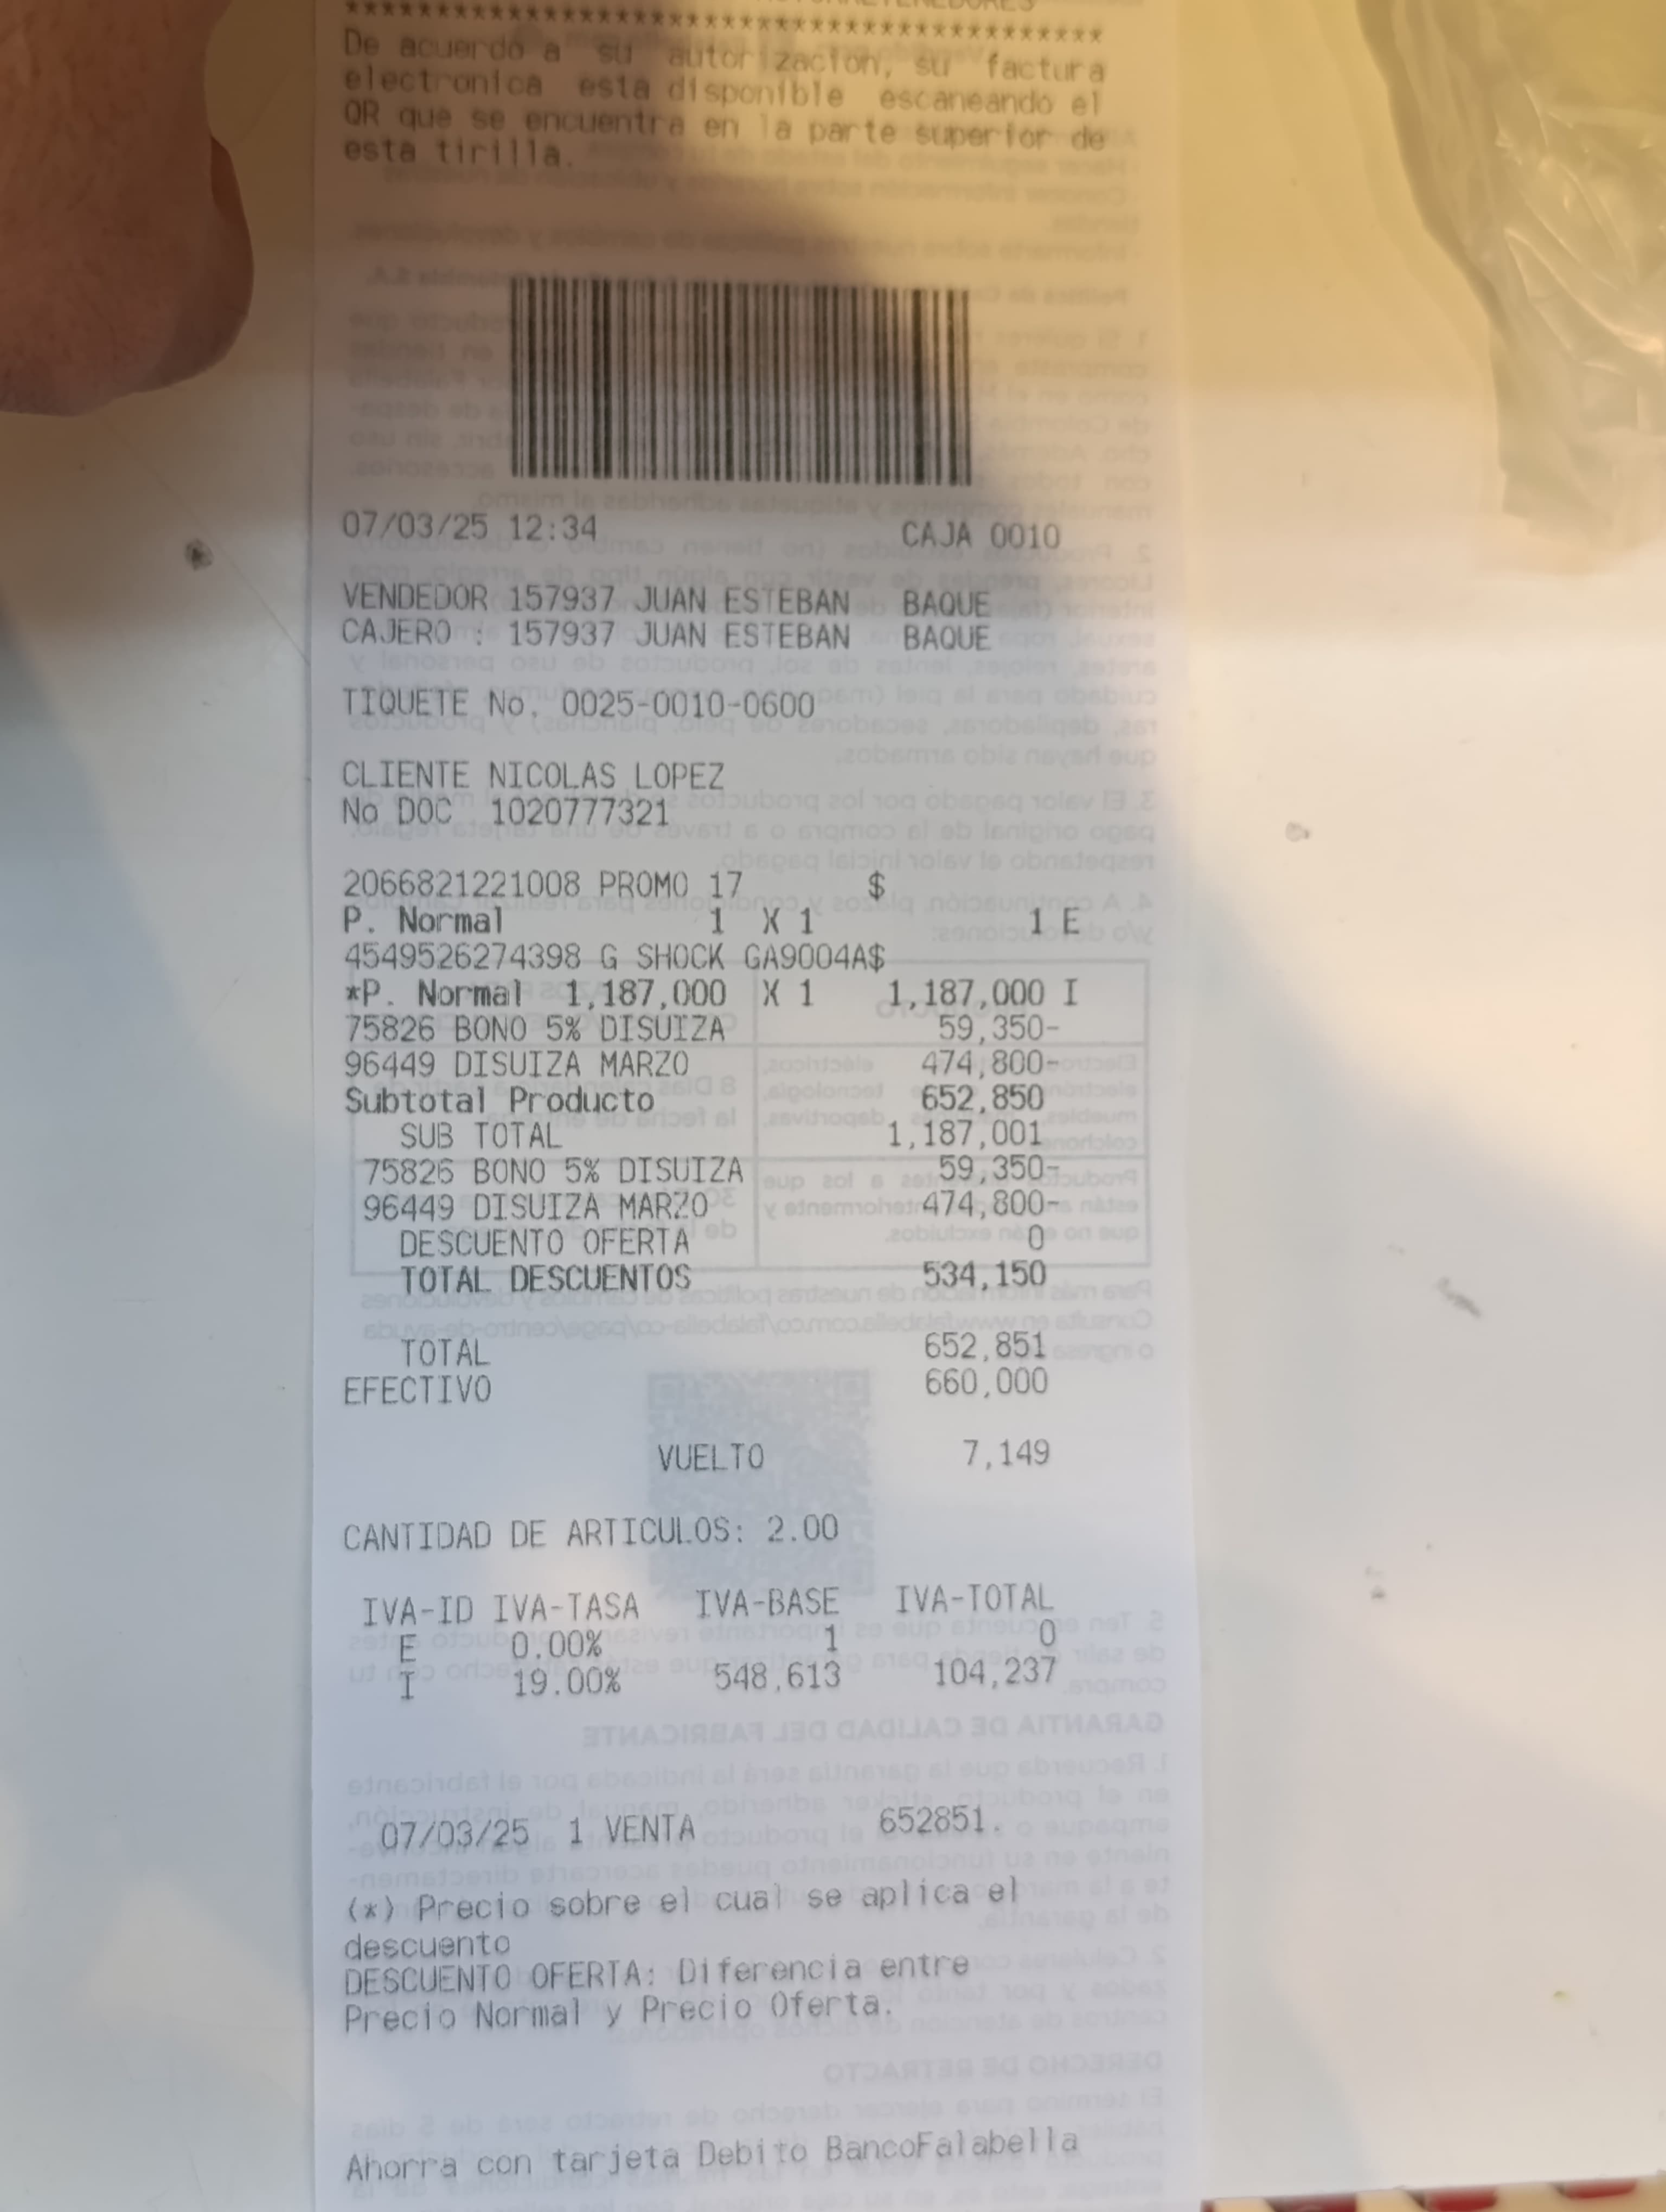 ****************************************
De acuerdo a su autorizacion, su factura
electronica esta disponible escaneando el
QR que se encuentra en la parte superior de
esta tirilla.
07/03/25 12:34 CAJA 0010
VENDEDOR 157937 JUAN ESTEBAN BAQUE
CAJERO : 157937 JUAN ESTEBAN BAQUE
TIQUETE No. 0025-0010-0600
CLIENTE NICOLAS LOPEZ
No DOC 1020777321
2066821221008 PROMO 17 $
P. Normal 1 X 1 1 E
4549526274398 G SHOCK GA9004A$
*P. Normal 1,187,000 X 1 1,187,000 I
75826 BONO 5% DISUIZA 59,350-
96449 DISUIZA MARZO 474,800-
Subtotal Producto 652,850
SUB TOTAL 1,187,001
75826 BONO 5% DISUIZA 59,350-
96449 DISUIZA MARZO 474,800-
DESCUENTO OFERTA 0
TOTAL DESCUENTOS 534,150
TOTAL 652,851
EFECTIVO 660,000
VUELTO 7,149
CANTIDAD DE ARTICULOS: 2.00
IVA-ID IVA-TASA IVA-BASE IVA-TOTAL
E 0.00% 1 0
I 19.00% 548,613 104,237
07/03/25 1 VENTA 652851.
(*) Precio sobre el cual se aplica el
descuento
DESCUENTO OFERTA: Diferencia entre
Precio Normal y Precio Oferta.
Ahorra con tarjeta Debito BancoFalabella